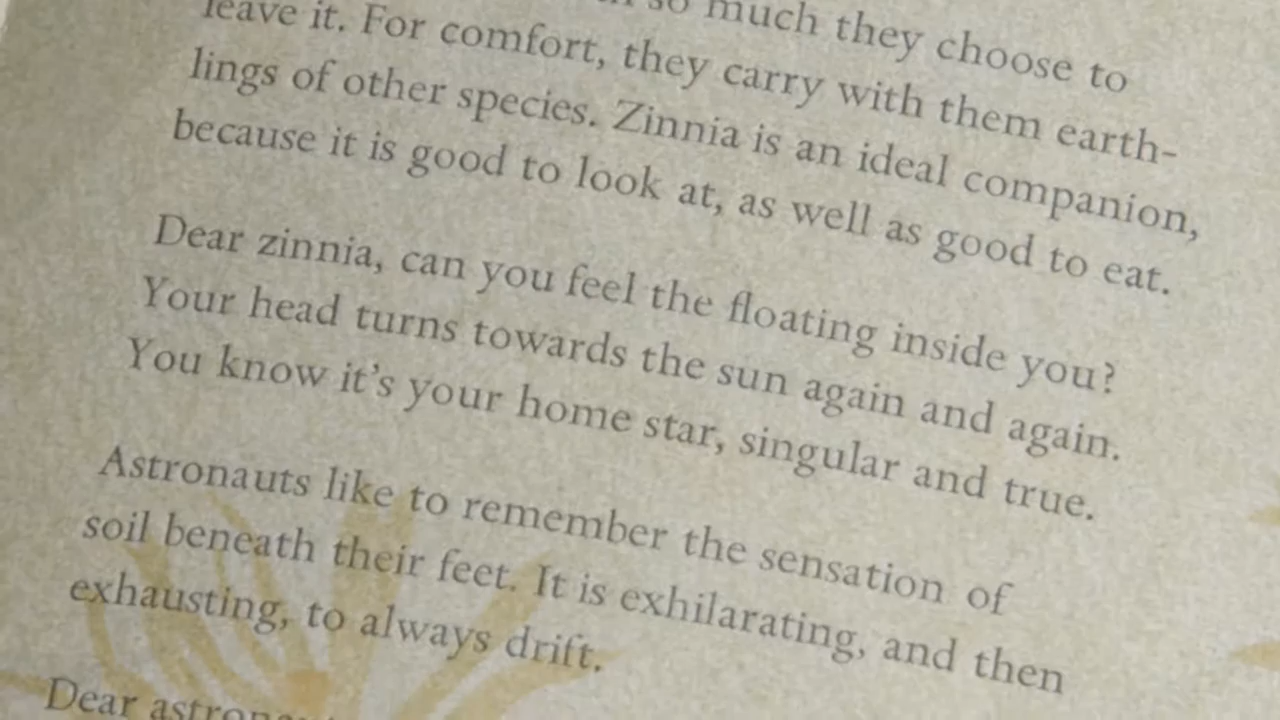 so much they choose to
leave it. For comfort, they carry with them earth-
lings of other species. Zinnia is an ideal companion,
because it is good to look at, as well as good to eat.
Dear zinnia, can you feel the floating inside you?
Your head turns towards the sun again and again.
You know it's your home star, singular and true.
Astronauts like to remember the sensation of
soil beneath their feet. It is exhilarating, and then
exhausting, to always drift.
Dear